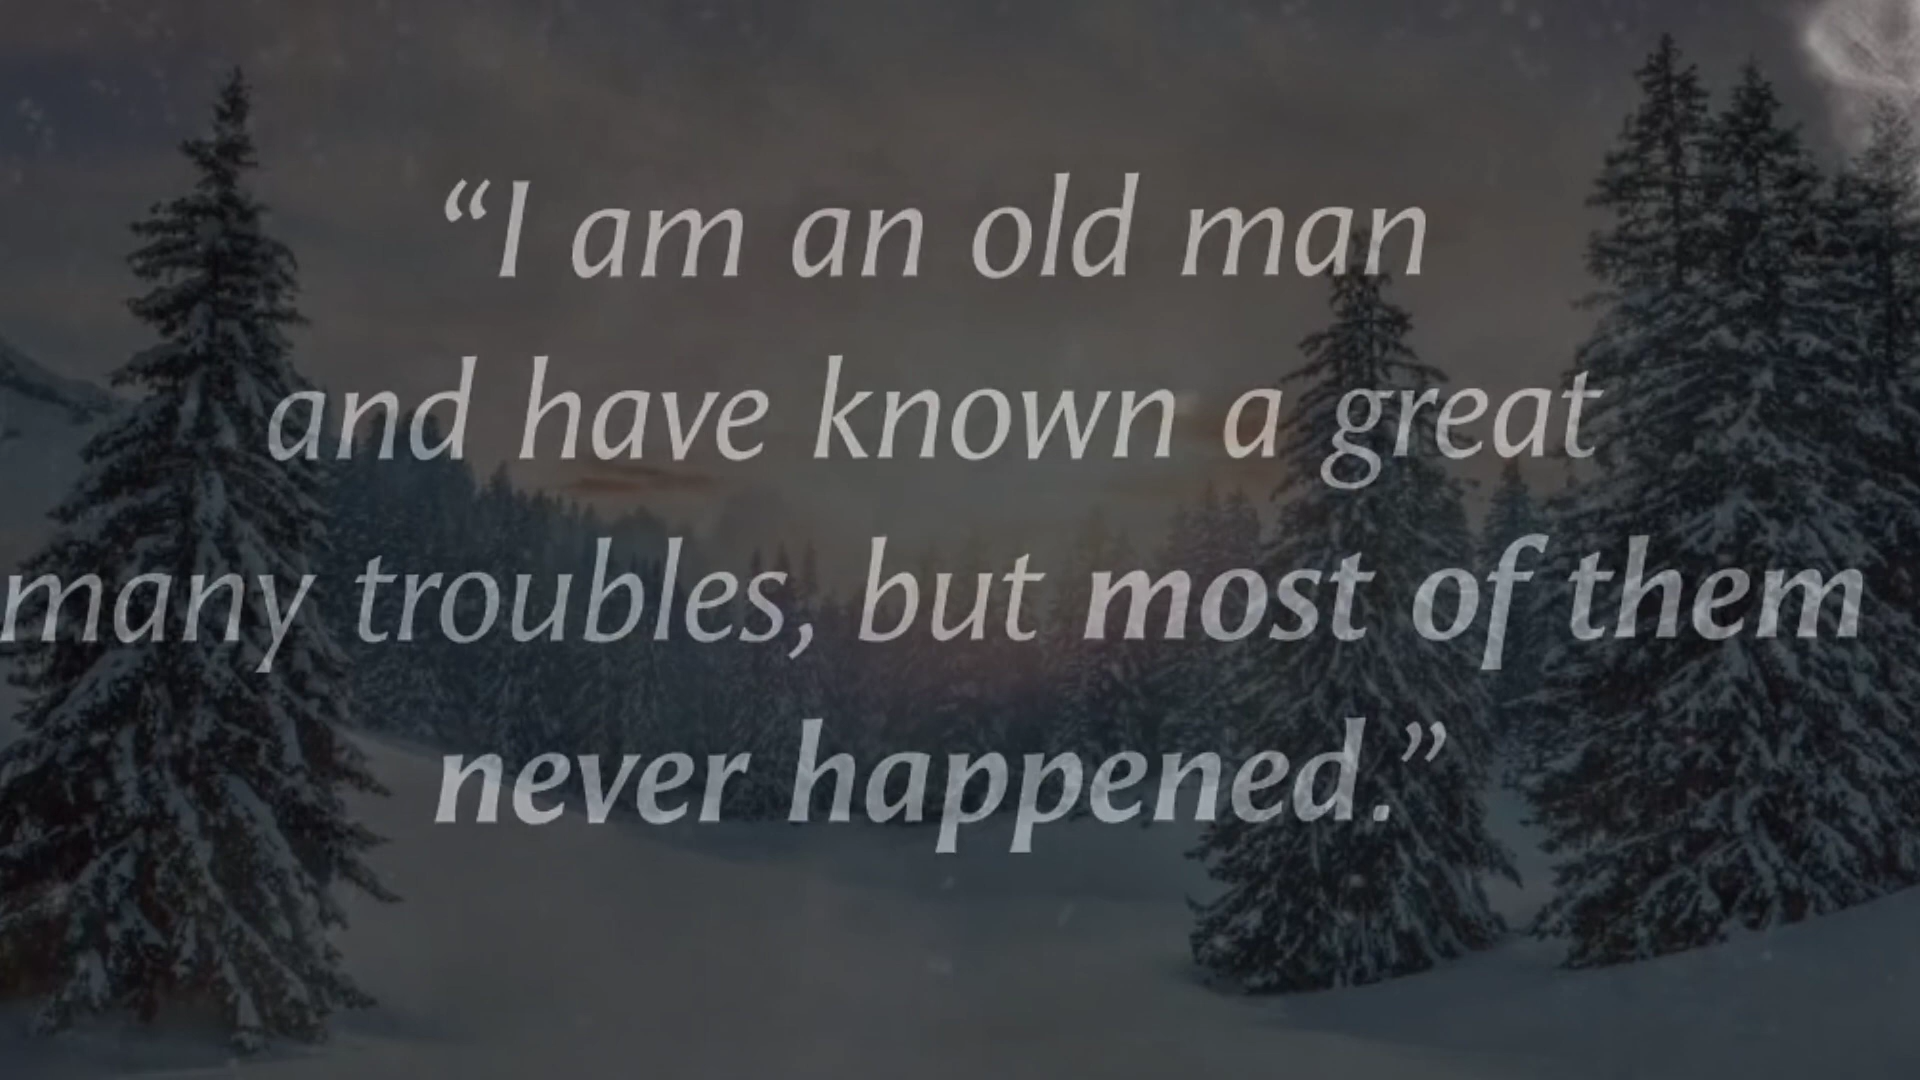 “I am an old man
and have known a great
many troubles, but most of them
never happened.”